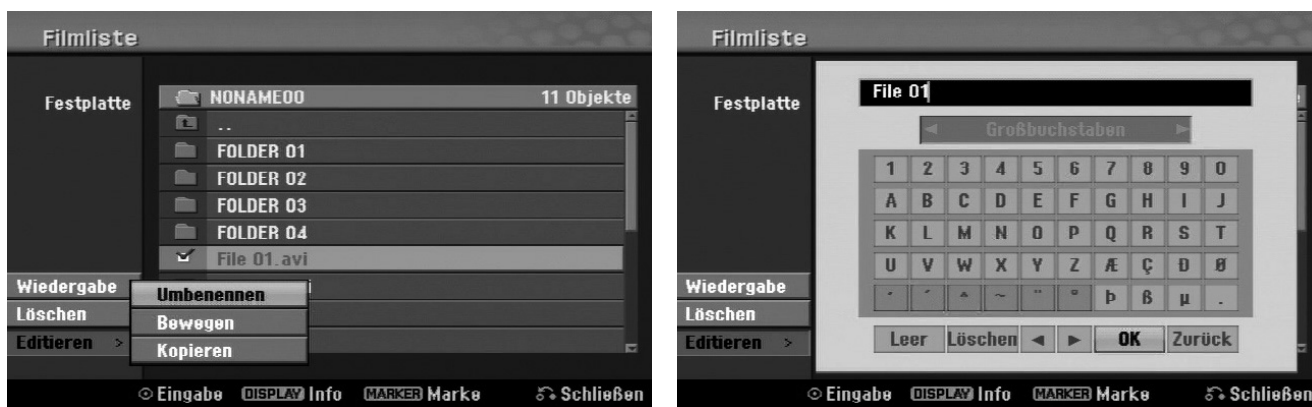 Filmliste
Festplatte
NONAME00 11 Objekte
..
FOLDER 01
FOLDER 02
FOLDER 03
FOLDER 04
File 01.avi
i
Wiedergabe
Löschen
Editieren >
Umbenennen
Bewegen
Kopieren
Eingabe DISPLAY Info MARKER Marke Schließen
Filmliste
Festplatte
File 01
◄ Großbuchstaben ►
1 2 3 4 5 6 7 8 9 0
A B C D E F G H I J
K L M N O P Q R S T
U V W X Y Z Æ Ç Ð Ø
` ´ ^ ~ ¨ ° Þ ß µ .
Leer Löschen ◄ ► OK Zurück
Wiedergabe
Löschen
Editieren >
Eingabe DISPLAY Info MARKER Marke Schließen